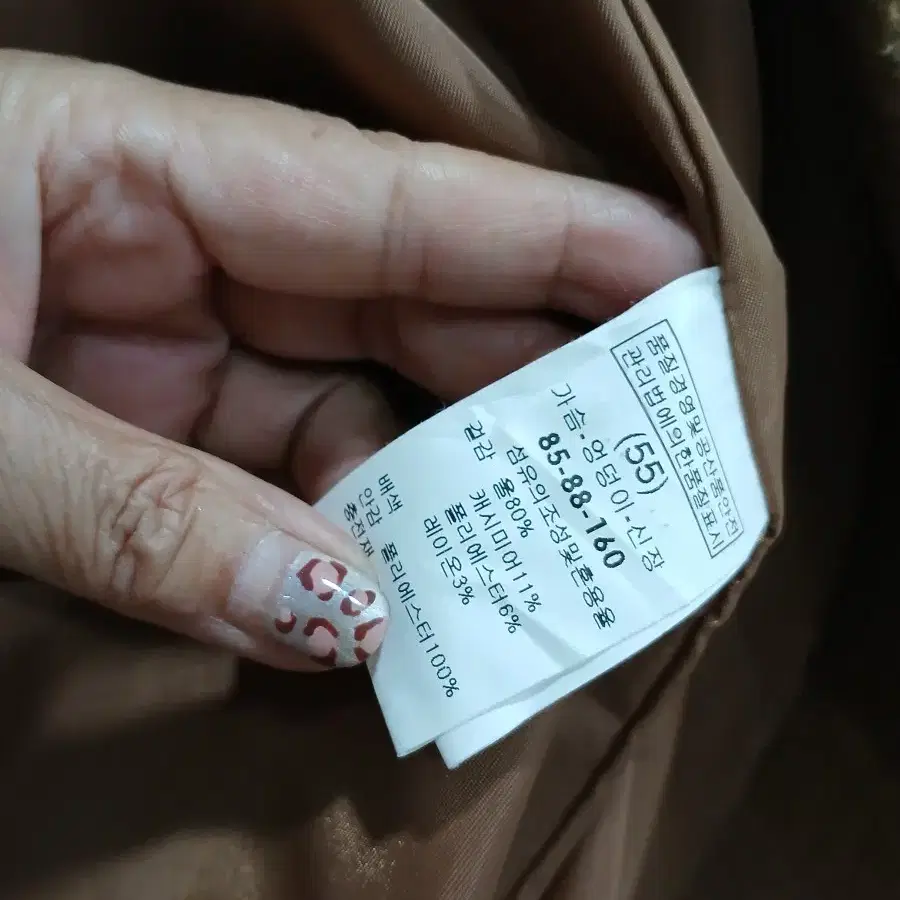 품질경영및공산품안전
관리법에의한품질표시
(55)
가슴-엉덩이-신장
85-88-160
섬유의조성및혼용율
겉감 울80%
캐시미어11%
폴리에스터6%
레이온3%
배색
안감 폴리에스터100%
충전재